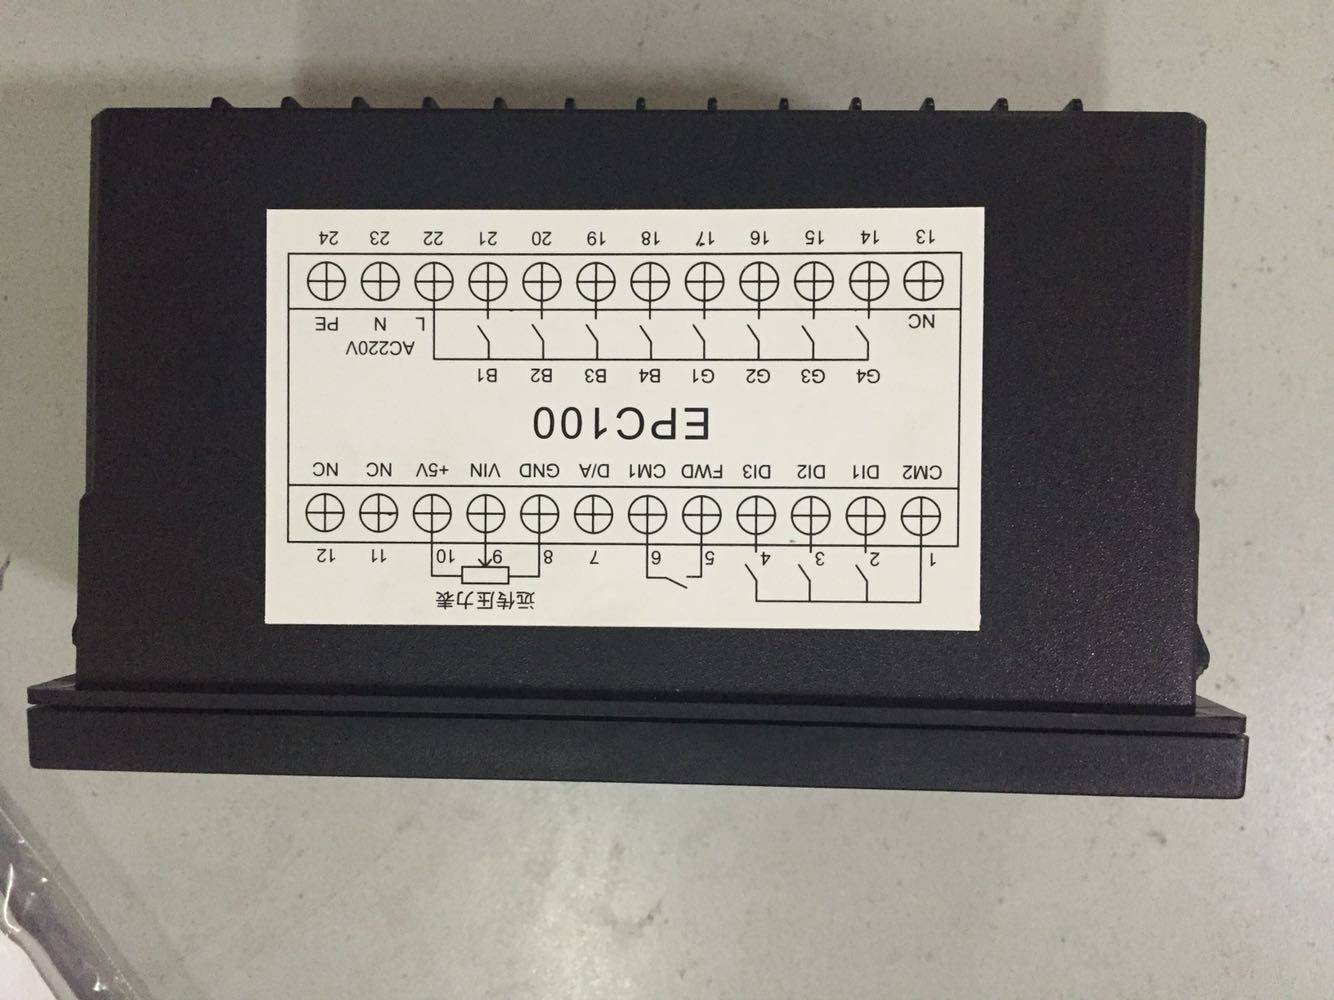 远传压力表
1 2 3 4 5 6 7 8 9 10 11 12
CM2 DI1 DI2 DI3 FWD CM1 D/A GND VIN +5V NC NC
EPC100
G4 G3 G2 G1 B4 B3 B2 B1
AC220V
NC L N PE
13 14 15 16 17 18 19 20 21 22 23 24